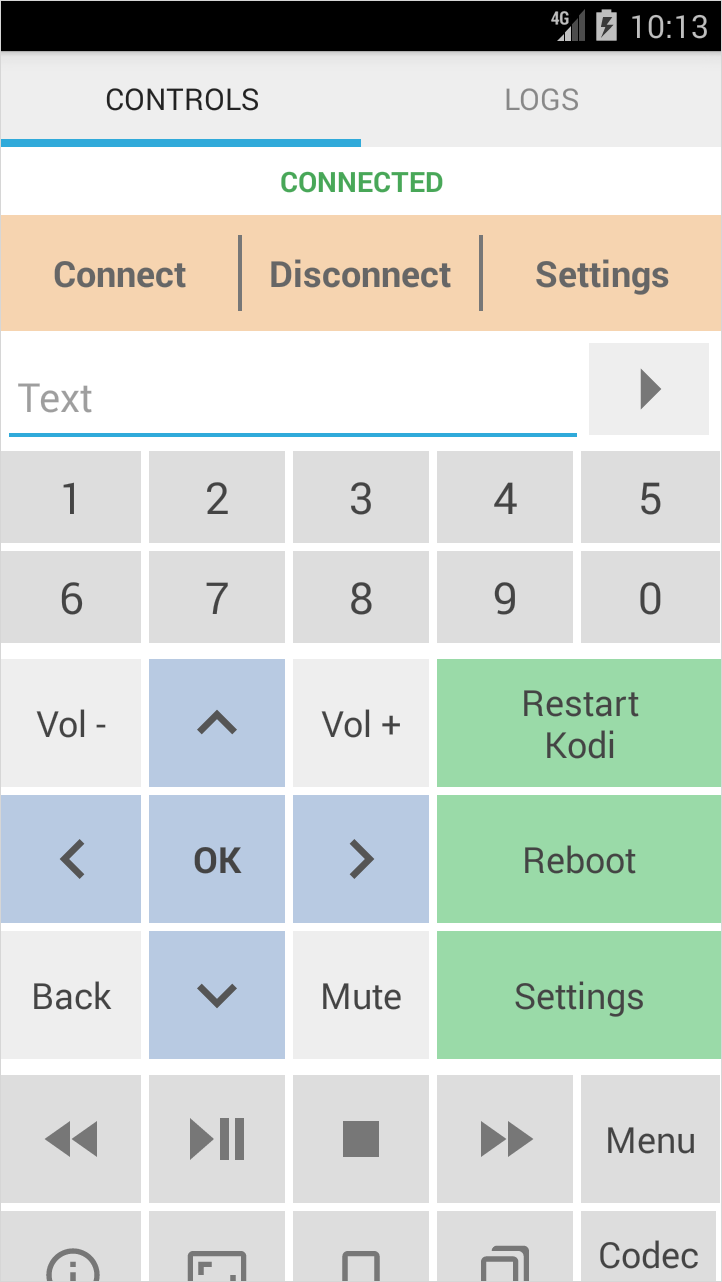 4G 10:13
CONTROLS LOGS
CONNECTED
Connect Disconnect Settings
Text
1 2 3 4 5
6 7 8 9 0
Vol - Vol + Restart
Kodi
OK Reboot
Back Mute Settings
Menu
Codec